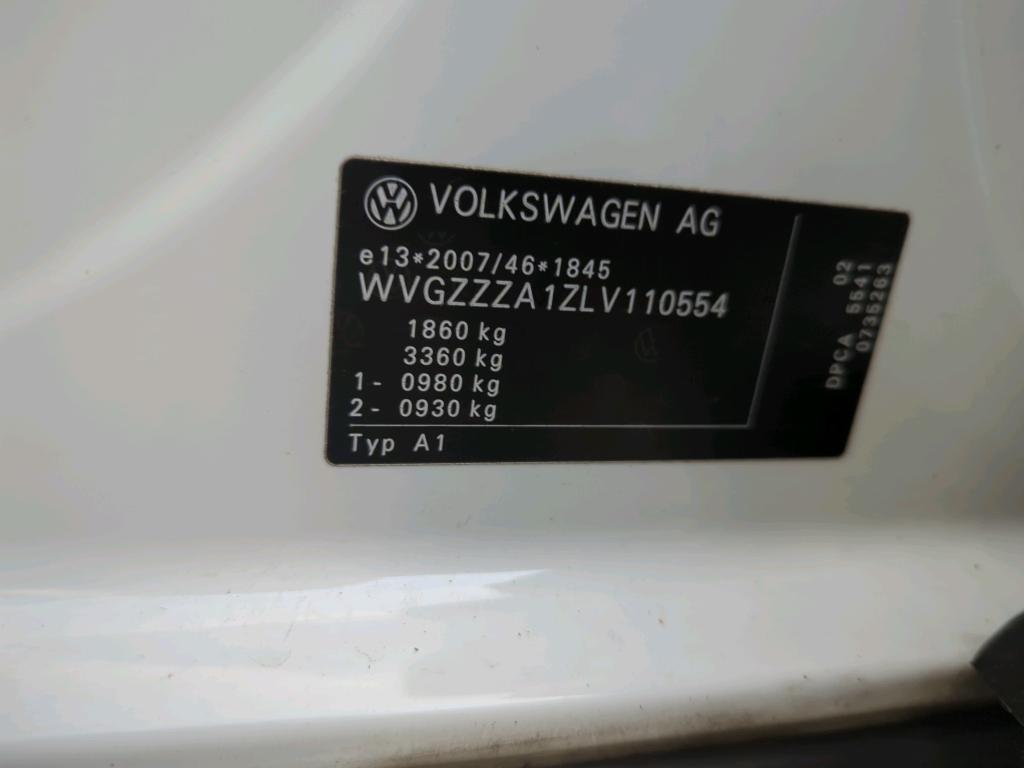 VOLKSWAGEN AG
e13*2007/46*1845
WVGZZZA1ZLV110554
1860 kg
3360 kg
1- 0980 kg
2- 0930 kg
Typ A1
02
DPCA 5541
0735263